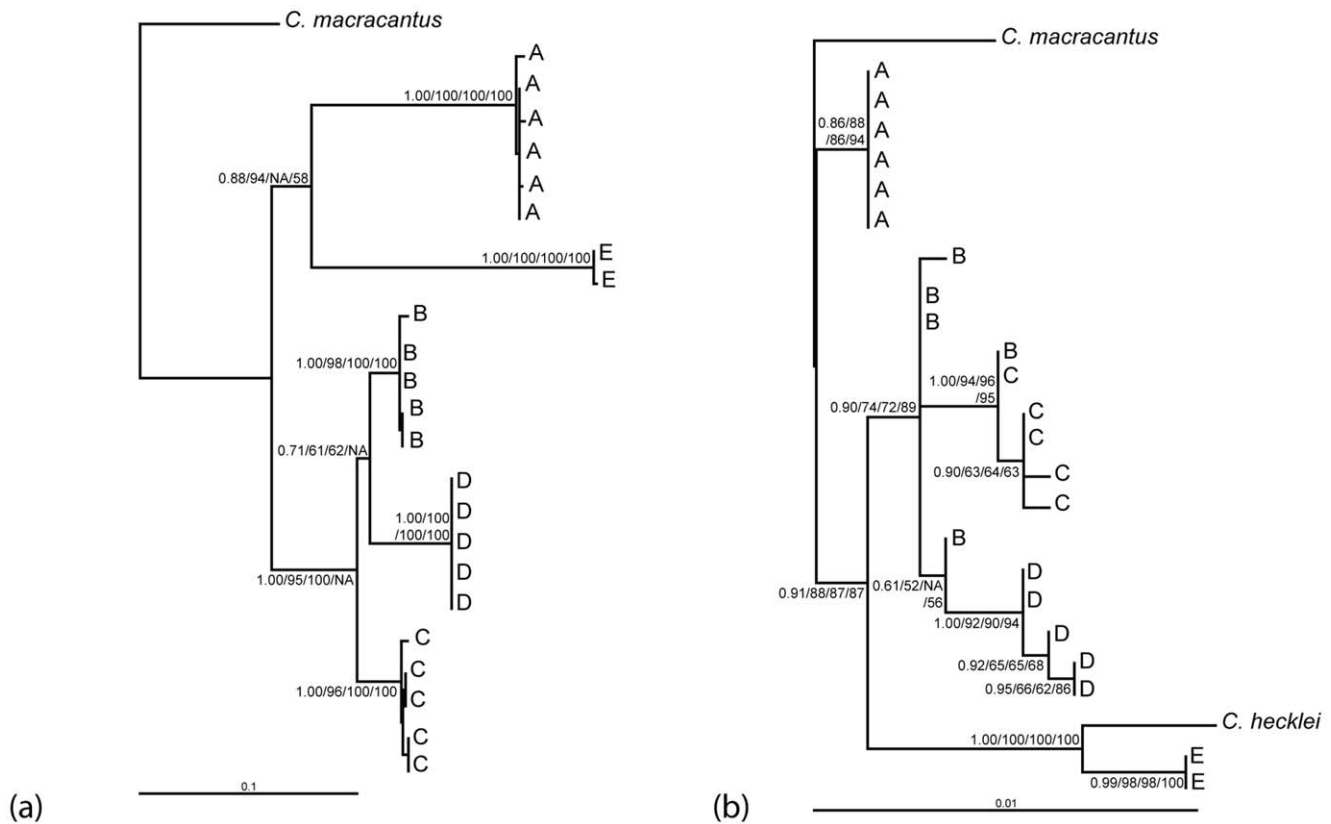 C. macracantus
A
A
1.00/100/100/100
A
A
0.88/94/NA/58
A
A
1.00/100/100/100
E
E
B
1.00/98/100/100
B
B
B
B
0.71/61/62/NA
D
D
1.00/100
/100/100
D
D
D
1.00/95/100/NA
C
C
1.00/96/100/100
C
C
C
0.1
(a)
C. macracantus
A
A
0.86/88
/86/94
A
A
A
A
B
B
B
B
C
1.00/94/96
/95
0.90/74/72/89
C
C
0.90/63/64/63
C
C
B
0.61/52/NA
/56
0.91/88/87/87
D
D
1.00/92/90/94
D
0.92/65/65/68
D
0.95/66/62/86
D
C. hecklei
1.00/100/100/100
E
0.99/98/98/100
E
0.01
(b)